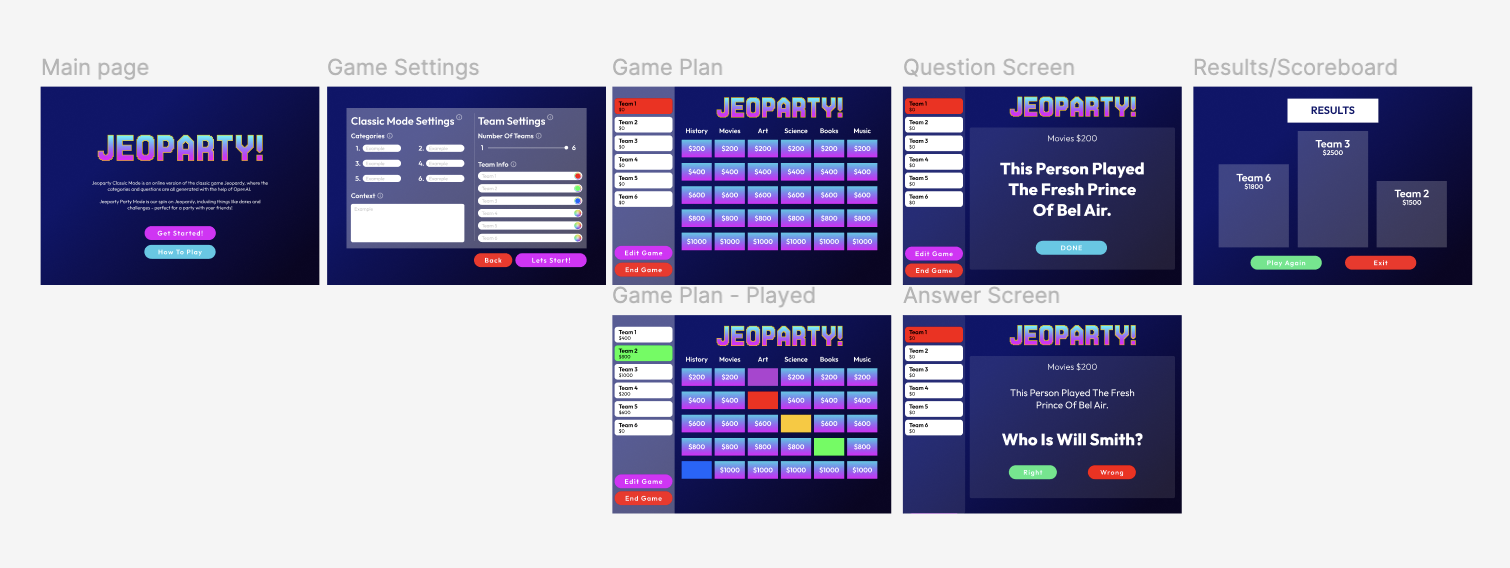 Main page
JEOPARTY!
Jeoparty Classic Mode is an online version of the classic game Jeopardy, where the
categories and questions are all generated with the help of OpenAI.
Jeoparty Party Mode is our spin on Jeopardy, including things like dares and
challenges - perfect for a party with your friends!
Get Started!
How To Play
Game Settings
Classic Mode Settings
Categories
1. Example
2. Example
3. Example
4. Example
5. Example
6. Example
Context
Example
Team Settings
Number Of Teams
1 6
Team Info
Team 1
Team 2
Team 3
Team 4
Team 5
Team 6
Back
Lets Start!
Game Plan
Team 1
$0
Team 2
$0
Team 3
$0
Team 4
$0
Team 5
$0
Team 6
$0
Edit Game
End Game
JEOPARTY!
History Movies Art Science Books Music
$200 $200 $200 $200 $200 $200
$400 $400 $400 $400 $400 $400
$600 $600 $600 $600 $600 $600
$800 $800 $800 $800 $800 $800
$1000 $1000 $1000 $1000 $1000 $1000
Question Screen
Team 1
$0
Team 2
$0
Team 3
$0
Team 4
$0
Team 5
$0
Team 6
$0
Edit Game
End Game
JEOPARTY!
Movies $200
This Person Played
The Fresh Prince
Of Bel Air.
DONE
Results/Scoreboard
RESULTS
Team 6
$1800
Team 3
$2500
Team 2
$1500
Play Again
Exit
Game Plan - Played
Team 1
$400
Team 2
$800
Team 3
$1000
Team 4
$200
Team 5
$600
Team 6
$0
Edit Game
End Game
JEOPARTY!
History Movies Art Science Books Music
$200 $200 $200 $200 $200
$400 $400 $400 $400 $400
$600 $600 $600 $600 $600
$800 $800 $800 $800 $800
$1000 $1000 $1000 $1000 $1000
Answer Screen
Team 1
$0
Team 2
$0
Team 3
$0
Team 4
$0
Team 5
$0
Team 6
$0
JEOPARTY!
Movies $200
This Person Played The Fresh
Prince Of Bel Air.
Who Is Will Smith?
Right
Wrong